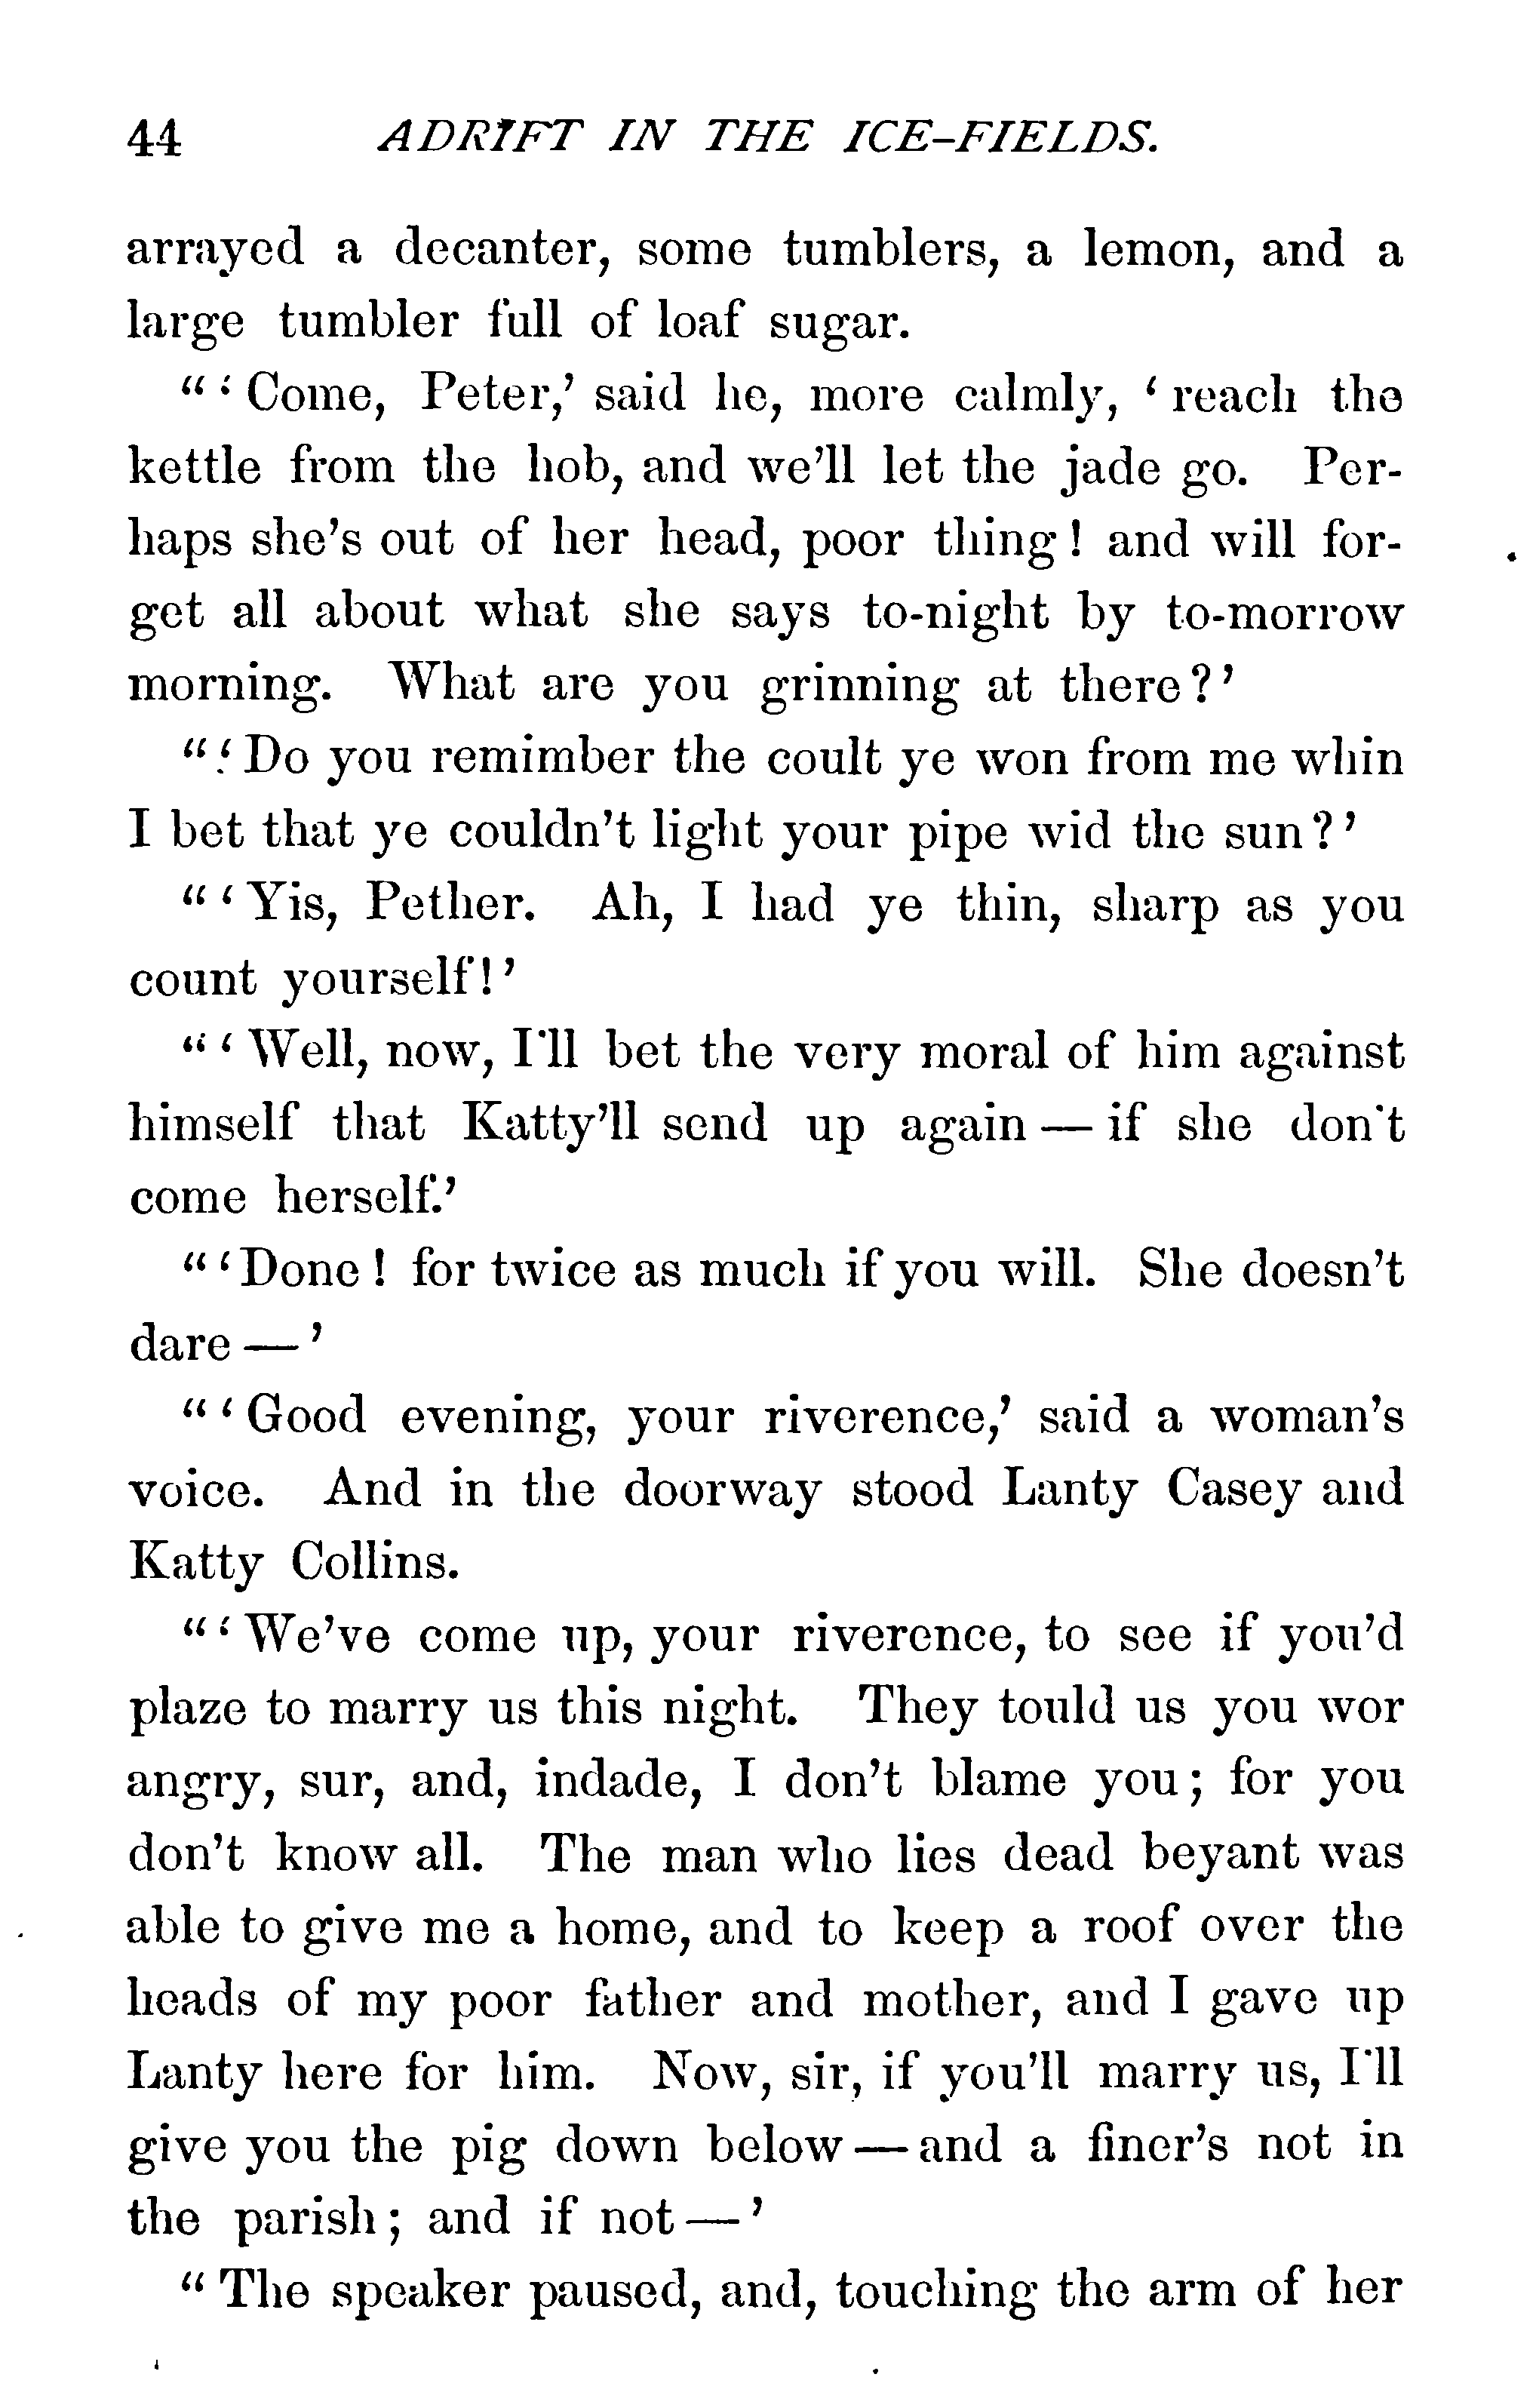 44 ADRIFT IN THE ICE-FIELDS.
arrayed a decanter, some tumblers, a lemon, and a
large tumbler full of loaf sugar.
"'Come, Peter,' said he, more calmly, 'reach the
kettle from the hob, and we'll let the jade go. Per-
haps she's out of her head, poor thing! and will for-
get all about what she says to-night by to-morrow
morning. What are you grinning at there?'
"'Do you remimber the coult ye won from me whin
I bet that ye couldn't light your pipe wid the sun?'
"'Yis, Pether. Ah, I had ye thin, sharp as you
count yourself!'
"'Well, now, I'll bet the very moral of him against
himself that Katty'll send up again — if she don't
come herself.'
"'Done! for twice as much if you will. She doesn't
dare —'
"'Good evening, your riverence,' said a woman's
voice. And in the doorway stood Lanty Casey and
Katty Collins.
"'We've come up, your riverence, to see if you'd
plaze to marry us this night. They tould us you wor
angry, sur, and, indade, I don't blame you; for you
don't know all. The man who lies dead beyant was
able to give me a home, and to keep a roof over the
heads of my poor father and mother, and I gave up
Lanty here for him. Now, sir, if you'll marry us, I'll
give you the pig down below — and a finer's not in
the parish; and if not —'
"The speaker paused, and, touching the arm of her